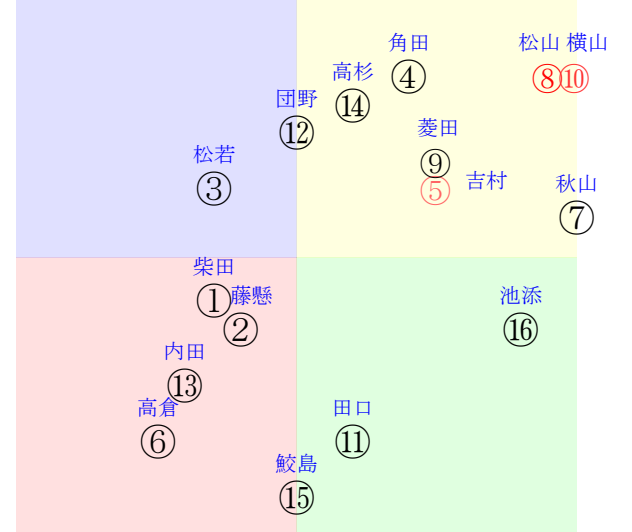 角田 松山 横山
④ ⑧⑩
高杉
⑭
団野
⑫
菱田
⑨
松若
③
吉村
⑤
秋山
⑦
柴田
①
藤懸
②
池添
⑯
内田
⑬
高倉
⑥
田口
⑪
鮫島
⑮